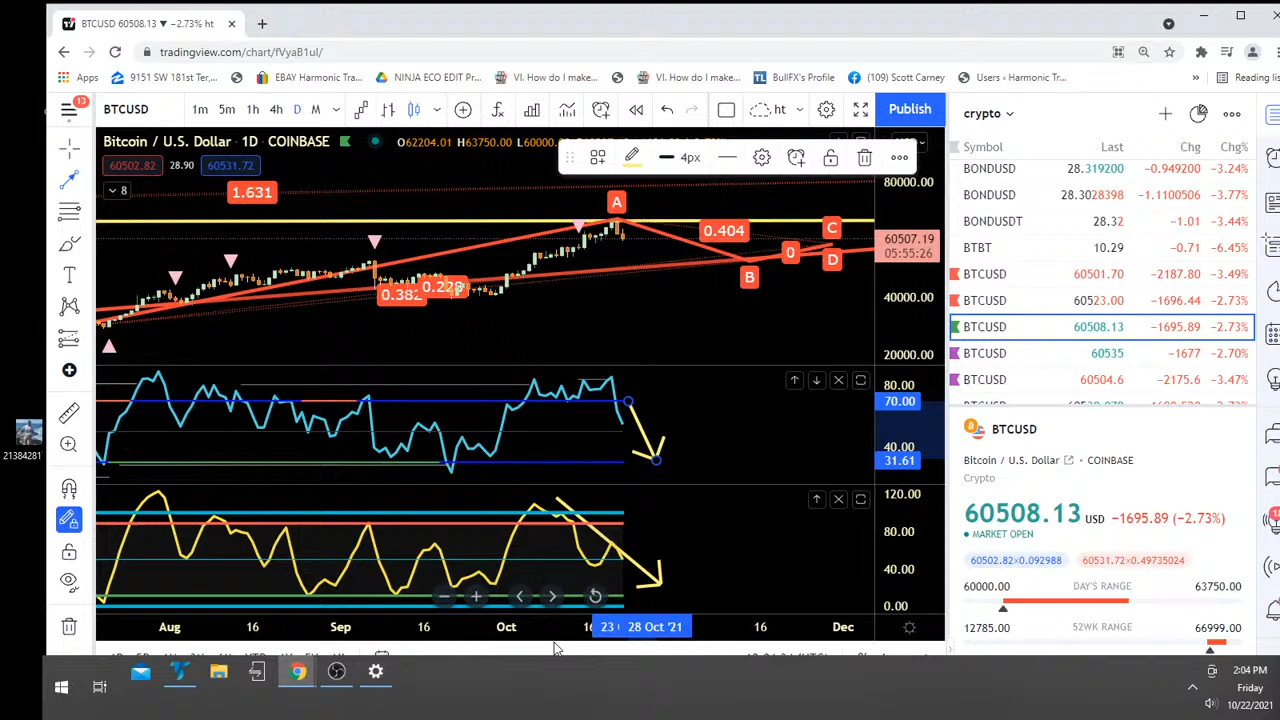 BTCUSD 60508.13 ▼ −2.73% ht
tradingview.com/chart/fVyaB1uI/
Apps
9151 SW 181st Ter,...
EBAY Harmonic Tra...
NINJA ECO EDIT Pr...
VI. How do I make...
VI. How do I make...
BullFX's Profile
(109) Scott Carney
Users ‹ Harmonic Tr...
»
Reading li
13
BTCUSD
1m 5m 1h 4h D M
ht
Publish
crypto
Bitcoin / U.S. Dollar · 1D · COINBASE
O62204.01 H63750.00 L60000.
60502.82 28.90 60531.72
8
4px
1.631
A
0.404
C
0
D
B
0.382
0.228
80000.00
60507.19
05:55:26
40000.00
20000.00
80.00
70.00
40.00
31.61
120.00
80.00
40.00
0.00
Aug 16 Sep 16 Oct 28 Oct '21 16 Dec
Symbol Last Chg Chg%
BONDUSD 28.319200 −0.949200 −3.24%
BONDUSD 28.3028398 −1.1100506 −3.77%
BONDUSDT 28.32 −1.01 −3.44%
BTBT 10.29 −0.71 −6.45%
BTCUSD 60501.70 −2187.80 −3.49%
BTCUSD 60523.00 −1696.44 −2.73%
BTCUSD 60508.13 −1695.89 −2.73%
BTCUSD 60535 −1677 −2.70%
BTCUSD 60504.6 −2175.6 −3.47%
BTCUSD
Bitcoin / U.S. Dollar COINBASE
Crypto
60508.13 USD −1695.89 (−2.73%)
MARKET OPEN
60502.82×0.092988 60531.72×0.49735024
60000.00 DAY'S RANGE 63750.00
12785.00 52WK RANGE 66999.00
21384281
2:04 PM
Friday
10/22/2021